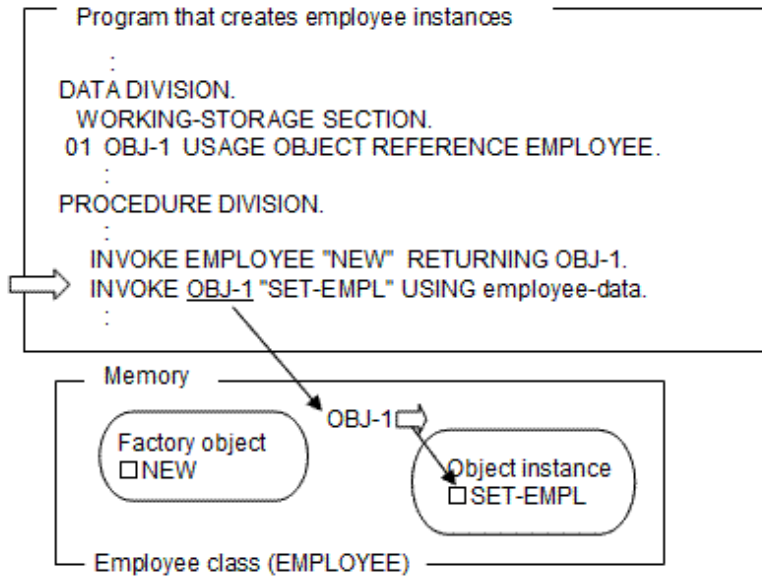 Program that creates employee instances
:
DATA DIVISION.
WORKING-STORAGE SECTION.
01 OBJ-1 USAGE OBJECT REFERENCE EMPLOYEE.
:
PROCEDURE DIVISION.
:
INVOKE EMPLOYEE "NEW" RETURNING OBJ-1.
INVOKE OBJ-1 "SET-EMPL" USING employee-data.
:
Memory
OBJ-1
Factory object
NEW
Object instance
SET-EMPL
Employee class (EMPLOYEE)